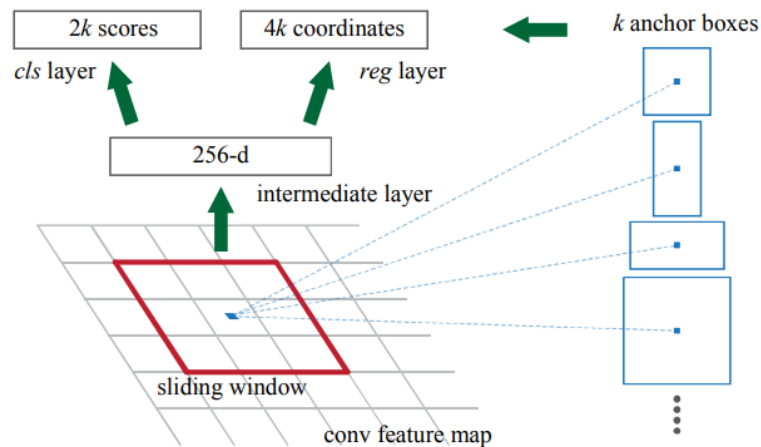 2k scores
4k coordinates
k anchor boxes
cls layer
reg layer
256-d
intermediate layer
sliding window
conv feature map